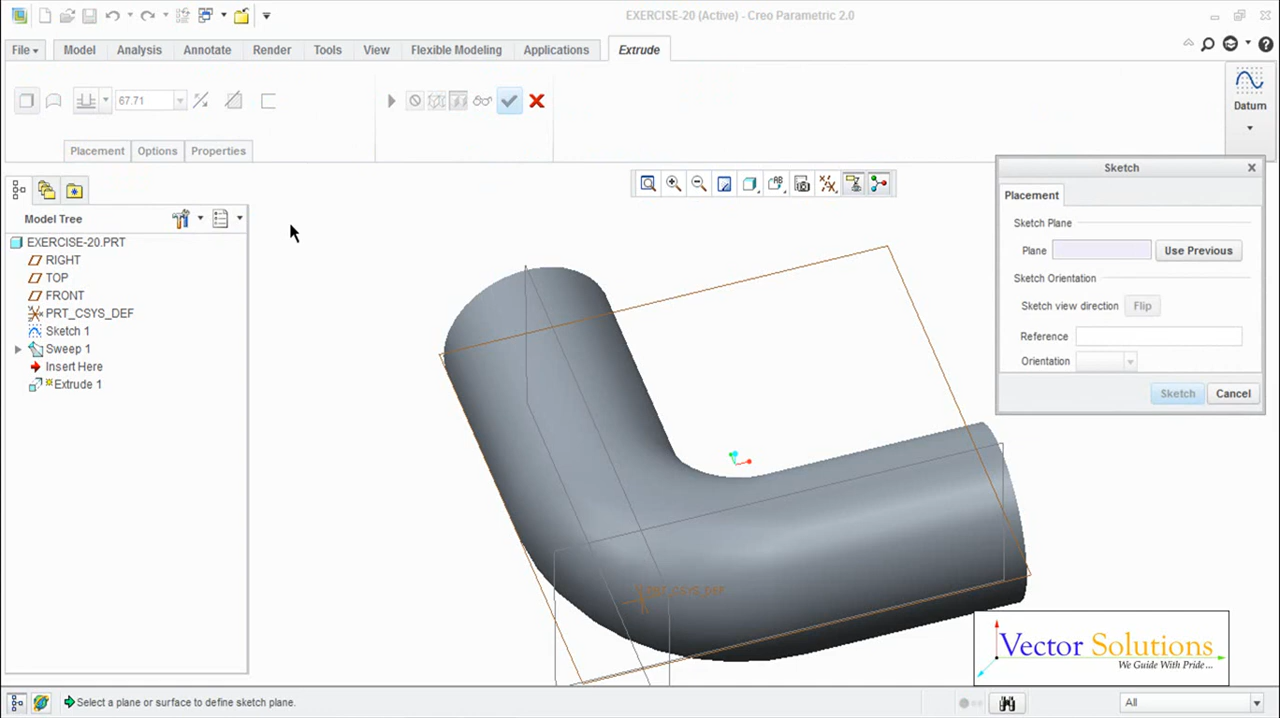 EXERCISE-20 (Active) - Creo Parametric 2.0
File Model Analysis Annotate Render Tools View Flexible Modeling Applications Extrude
67.71
Datum
Placement Options Properties
Sketch
Placement
Sketch Plane
Plane Use Previous
Sketch Orientation
Sketch view direction Flip
Reference
Orientation
Sketch Cancel
Model Tree
EXERCISE-20.PRT
RIGHT
TOP
FRONT
PRT_CSYS_DEF
Sketch 1
Sweep 1
Insert Here
Extrude 1
PRT_CSYS_DEF
Vector Solutions
We Guide With Pride...
Select a plane or surface to define sketch plane.
All